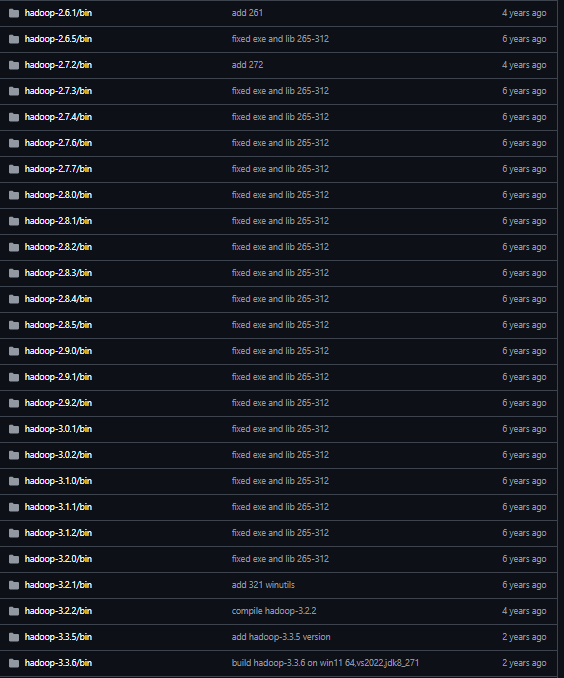 hadoop-2.6.1/bin add 261 4 years ago
hadoop-2.6.5/bin fixed exe and lib 265-312 6 years ago
hadoop-2.7.2/bin add 272 4 years ago
hadoop-2.7.3/bin fixed exe and lib 265-312 6 years ago
hadoop-2.7.4/bin fixed exe and lib 265-312 6 years ago
hadoop-2.7.6/bin fixed exe and lib 265-312 6 years ago
hadoop-2.7.7/bin fixed exe and lib 265-312 6 years ago
hadoop-2.8.0/bin fixed exe and lib 265-312 6 years ago
hadoop-2.8.1/bin fixed exe and lib 265-312 6 years ago
hadoop-2.8.2/bin fixed exe and lib 265-312 6 years ago
hadoop-2.8.3/bin fixed exe and lib 265-312 6 years ago
hadoop-2.8.4/bin fixed exe and lib 265-312 6 years ago
hadoop-2.8.5/bin fixed exe and lib 265-312 6 years ago
hadoop-2.9.0/bin fixed exe and lib 265-312 6 years ago
hadoop-2.9.1/bin fixed exe and lib 265-312 6 years ago
hadoop-2.9.2/bin fixed exe and lib 265-312 6 years ago
hadoop-3.0.1/bin fixed exe and lib 265-312 6 years ago
hadoop-3.0.2/bin fixed exe and lib 265-312 6 years ago
hadoop-3.1.0/bin fixed exe and lib 265-312 6 years ago
hadoop-3.1.1/bin fixed exe and lib 265-312 6 years ago
hadoop-3.1.2/bin fixed exe and lib 265-312 6 years ago
hadoop-3.2.0/bin fixed exe and lib 265-312 6 years ago
hadoop-3.2.1/bin add 321 winutils 6 years ago
hadoop-3.2.2/bin compile hadoop-3.2.2 4 years ago
hadoop-3.3.5/bin add hadoop-3.3.5 version 2 years ago
hadoop-3.3.6/bin build hadoop-3.3.6 on win11 64,vs2022,jdk8_271 2 years ago